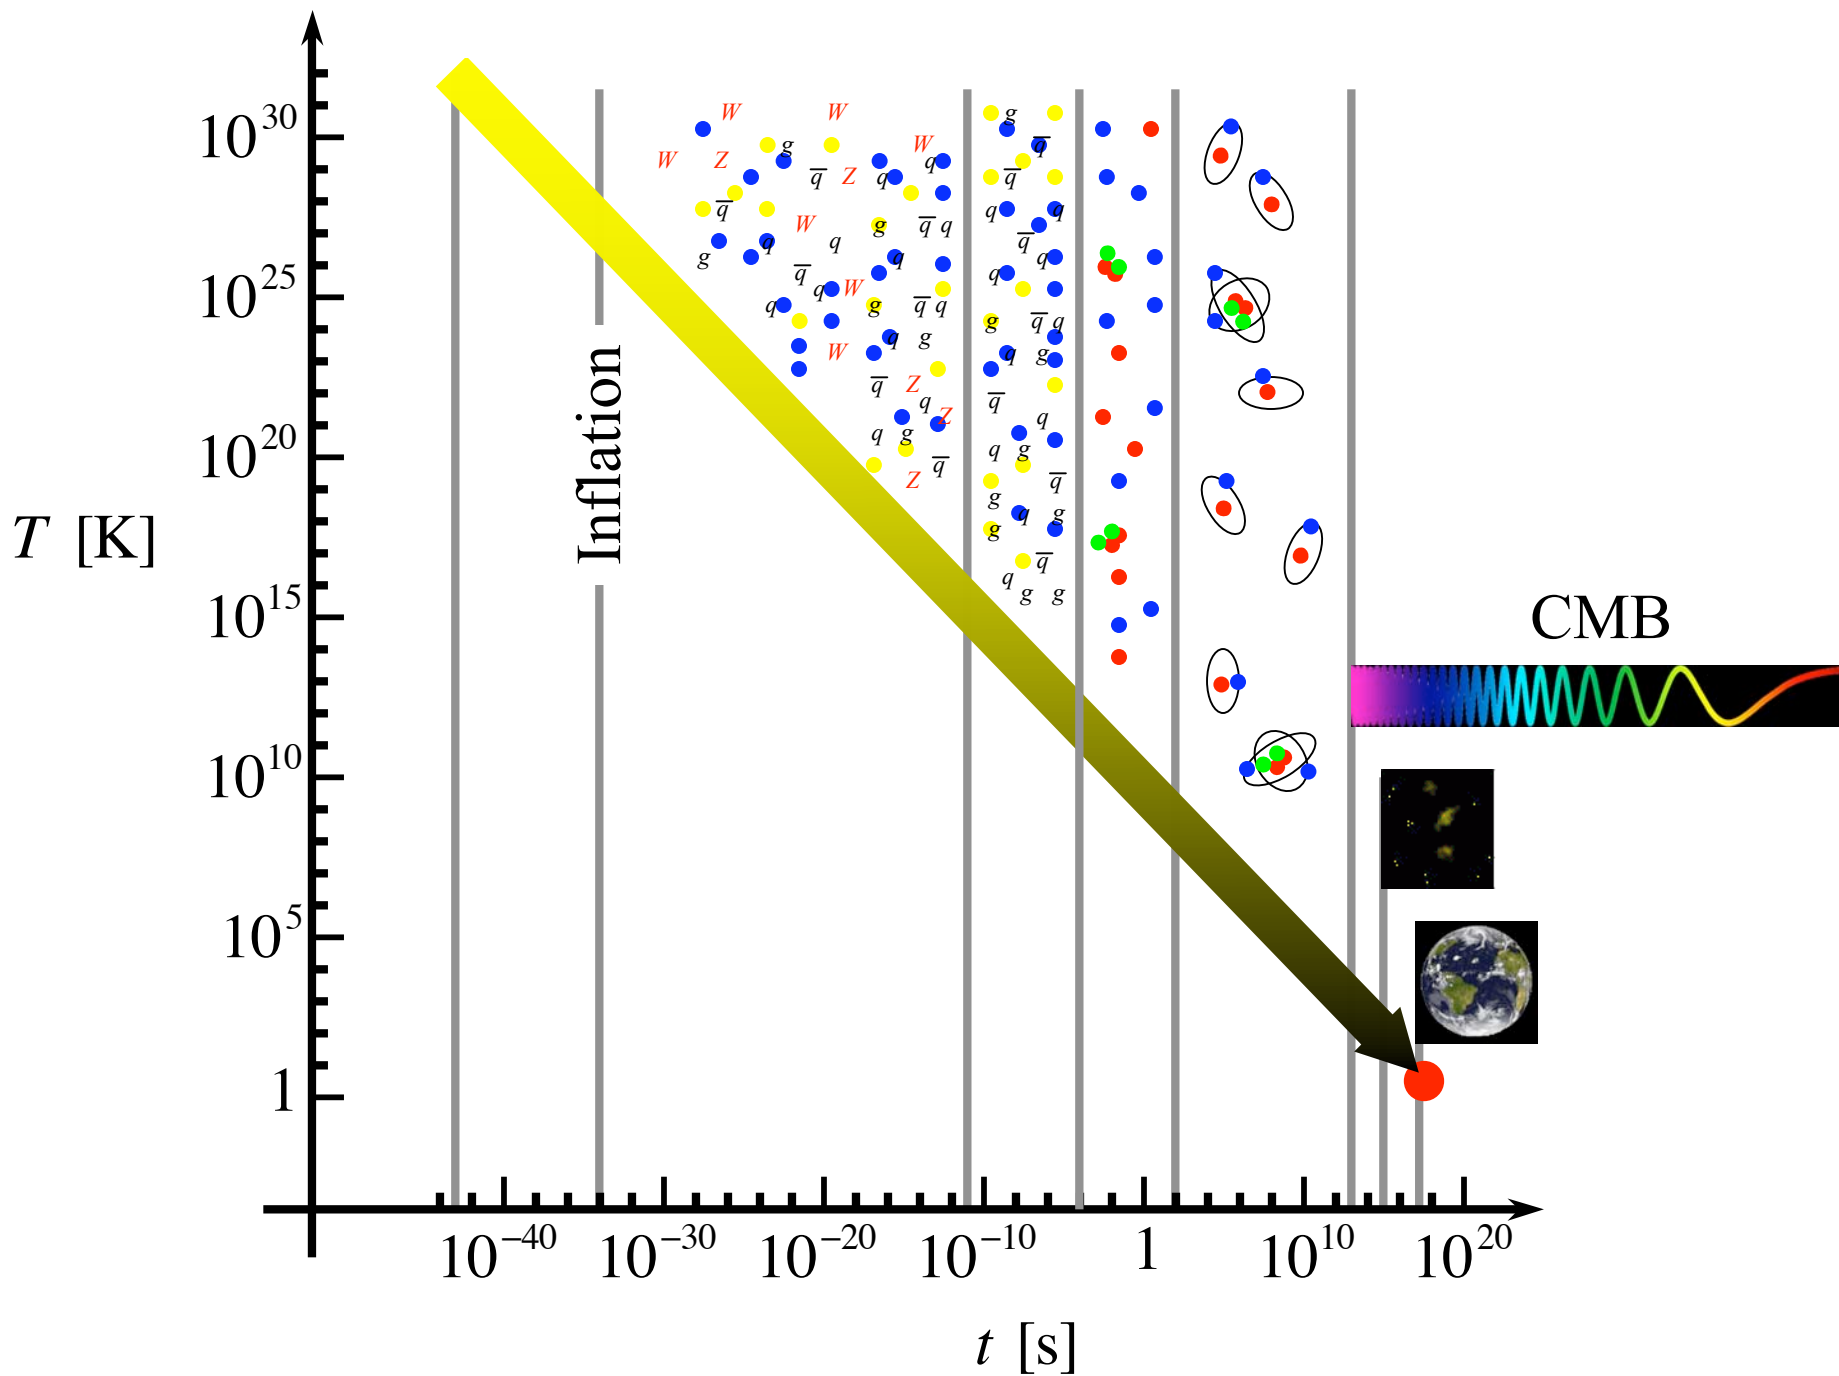 10^30
10^25
10^20
T [K]
10^15
10^10
10^5
1
Inflation
W W
W
W Z
g
q̅ Z q q
q̅
W g q̅ q
g q q q
q̅
q W
q g q̅ q
W q g
q̅ Z
q Z
q g
q̅
Z
g
q̅
q̅
q q
q̅
q
q
g q̅ q
q g
q̅
q
q g
q̅
g
q g
g
q̅
q
g g
CMB
10^−40 10^−30 10^−20 10^−10 1 10^10 10^20
t [s]